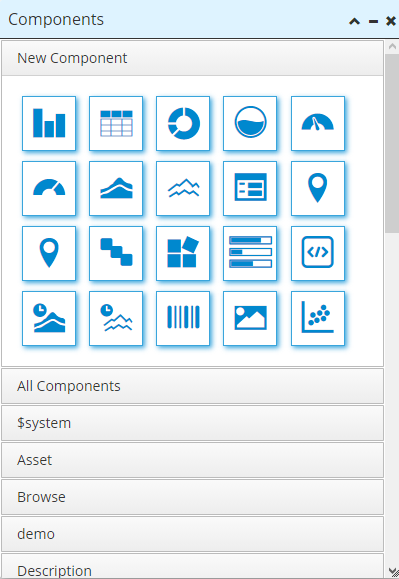 Components
New Component
All Components
$system
Asset
Browse
demo
Description